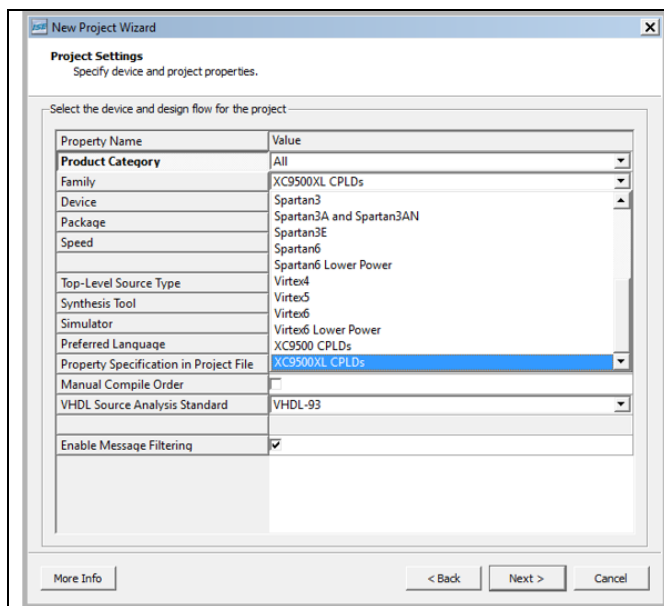 ISE New Project Wizard
Project Settings
Specify device and project properties.
Select the device and design flow for the project
Property Name Value
Product Category All
Family XC9500XL CPLDs
Device Spartan3
Package Spartan3A and Spartan3AN
Spartan3E
Speed Spartan6
Spartan6 Lower Power
Top-Level Source Type Virtex4
Synthesis Tool Virtex5
Simulator Virtex6
Virtex6 Lower Power
Preferred Language XC9500 CPLDs
Property Specification in Project File XC9500XL CPLDs
Manual Compile Order
VHDL Source Analysis Standard VHDL-93
Enable Message Filtering
More Info < Back Next > Cancel